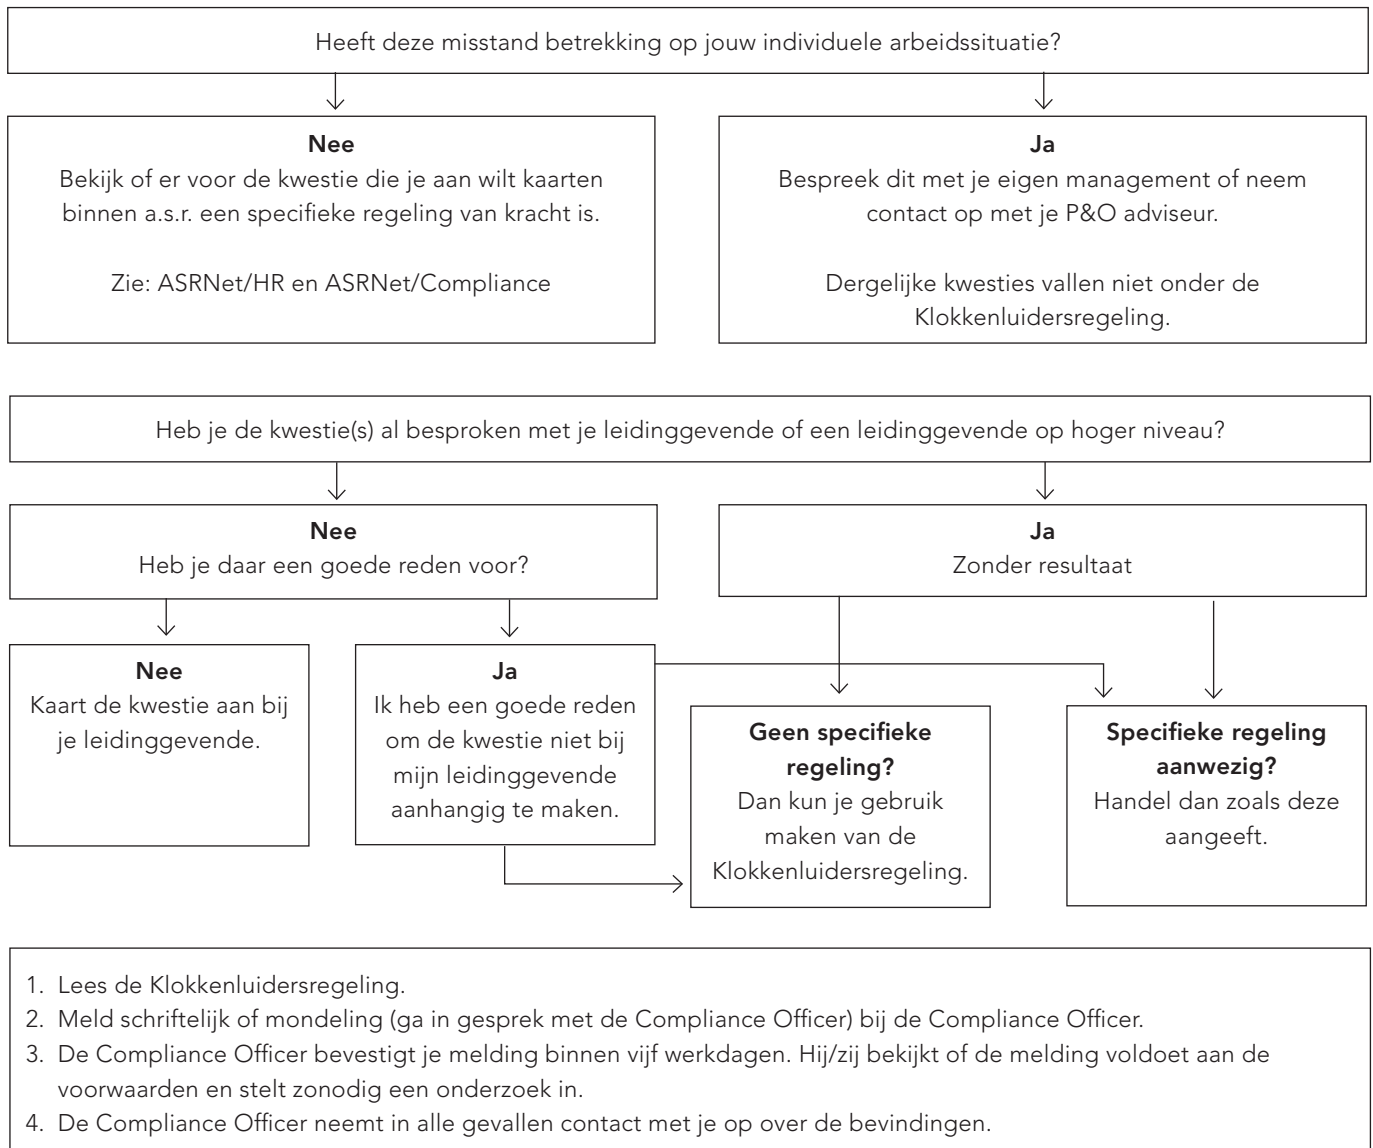 Heeft deze misstand betrekking op jouw individuele arbeidssituatie?
Nee
Bekijk of er voor de kwestie die je aan wilt kaarten
binnen a.s.r. een specifieke regeling van kracht is.
Zie: ASRNet/HR en ASRNet/Compliance
Ja
Bespreek dit met je eigen management of neem
contact op met je P&O adviseur.
Dergelijke kwesties vallen niet onder de
Klokkenluidersregeling.
Heb je de kwestie(s) al besproken met je leidinggevende of een leidinggevende op hoger niveau?
Nee
Heb je daar een goede reden voor?
Ja
Zonder resultaat
Nee
Kaart de kwestie aan bij
je leidinggevende.
Ja
Ik heb een goede reden
om de kwestie niet bij
mijn leidinggevende
aanhangig te maken.
Geen specifieke
regeling?
Dan kun je gebruik
maken van de
Klokkenluidersregeling.
Specifieke regeling
aanwezig?
Handel dan zoals deze
aangeeft.
1. Lees de Klokkenluidersregeling.
2. Meld schriftelijk of mondeling (ga in gesprek met de Compliance Officer) bij de Compliance Officer.
3. De Compliance Officer bevestigt je melding binnen vijf werkdagen. Hij/zij bekijkt of de melding voldoet aan de
voorwaarden en stelt zonodig een onderzoek in.
4. De Compliance Officer neemt in alle gevallen contact met je op over de bevindingen.